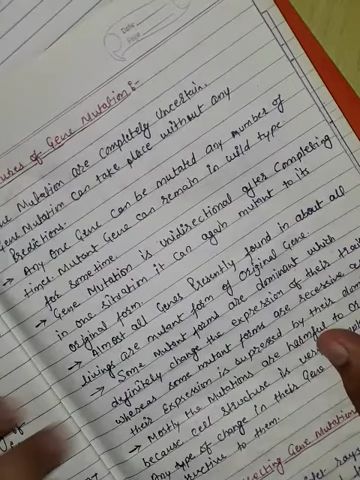 Date
Page
of Gene Mutation :-
Mutation are completely Uncertain.
Gene Mutation can take place without any
Predictions.
→ Any one Gene can be mutated any number of
times Mutant Gene can remain in wild type
for sometime.
→ Gene Mutation is unidirectional after completing
in one situation it can again mutant to its
original form.
→ Almost all Genes Presently found in about all
living are mutant form of original Gene.
→ Some Mutant forms are dominant which
definitely change the expression of their
whereas some mutant forms are recessive
their expression is supressed by their
→ Mostly the Mutations are harmful to
because cell structure is
Any type of change in their Gene
to them.
Gene Mutation
rays